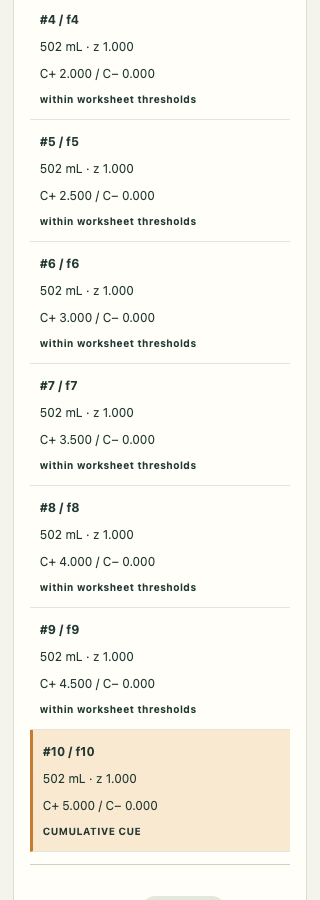 #4 / f4
502 mL · z 1.000
C+ 2.000 / C− 0.000
within worksheet thresholds
#5 / f5
502 mL · z 1.000
C+ 2.500 / C− 0.000
within worksheet thresholds
#6 / f6
502 mL · z 1.000
C+ 3.000 / C− 0.000
within worksheet thresholds
#7 / f7
502 mL · z 1.000
C+ 3.500 / C− 0.000
within worksheet thresholds
#8 / f8
502 mL · z 1.000
C+ 4.000 / C− 0.000
within worksheet thresholds
#9 / f9
502 mL · z 1.000
C+ 4.500 / C− 0.000
within worksheet thresholds
#10 / f10
502 mL · z 1.000
C+ 5.000 / C− 0.000
CUMULATIVE CUE